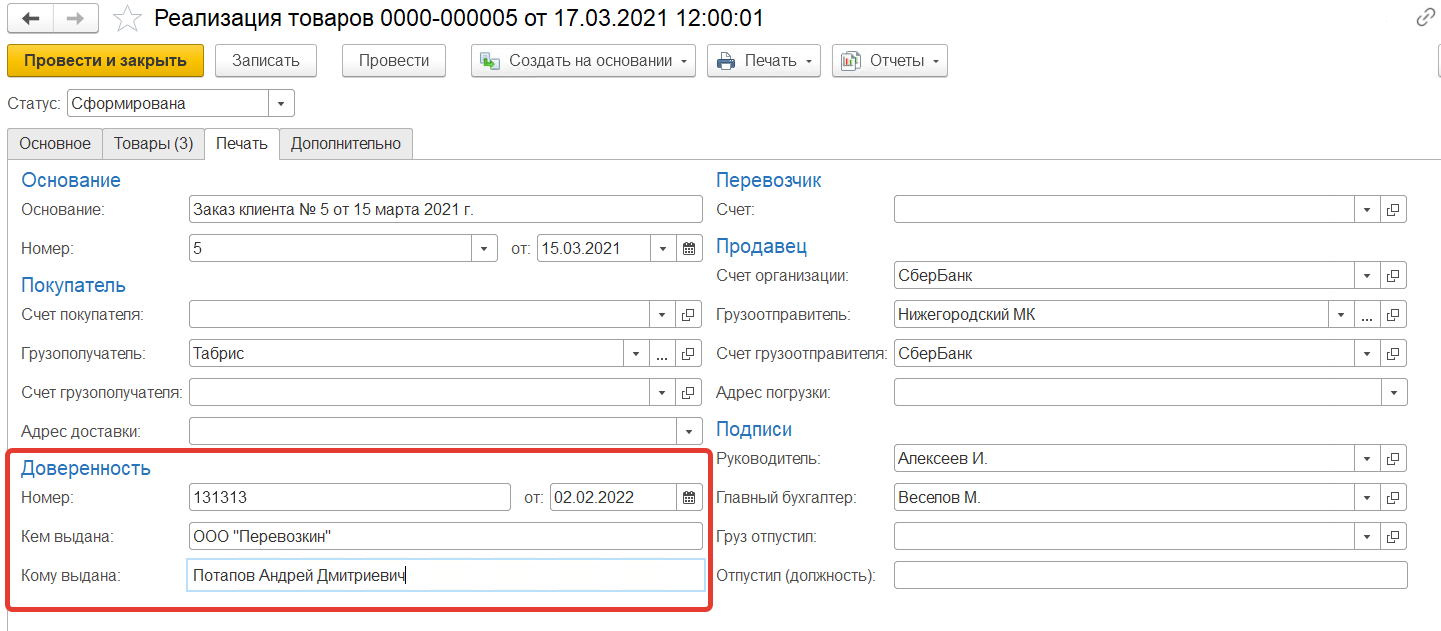 Реализация товаров 0000-000005 от 17.03.2021 12:00:01
Провести и закрыть Записать Провести Создать на основании Печать Отчеты
Статус: Сформирована
Основное Товары (3) Печать Дополнительно
Основание
Основание: Заказ клиента № 5 от 15 марта 2021 г.
Номер: 5 от: 15.03.2021
Покупатель
Счет покупателя:
Грузополучатель: Табрис ...
Счет грузополучателя:
Адрес доставки:
Доверенность
Номер: 131313 от: 02.02.2022
Кем выдана: ООО "Перевозкин"
Кому выдана: Потапов Андрей Дмитриевич
Перевозчик
Счет:
Продавец
Счет организации: СберБанк
Грузоотправитель: Нижегородский МК ...
Счет грузоотправителя: СберБанк
Адрес погрузки:
Подписи
Руководитель: Алексеев И.
Главный бухгалтер: Веселов М.
Груз отпустил:
Отпустил (должность):